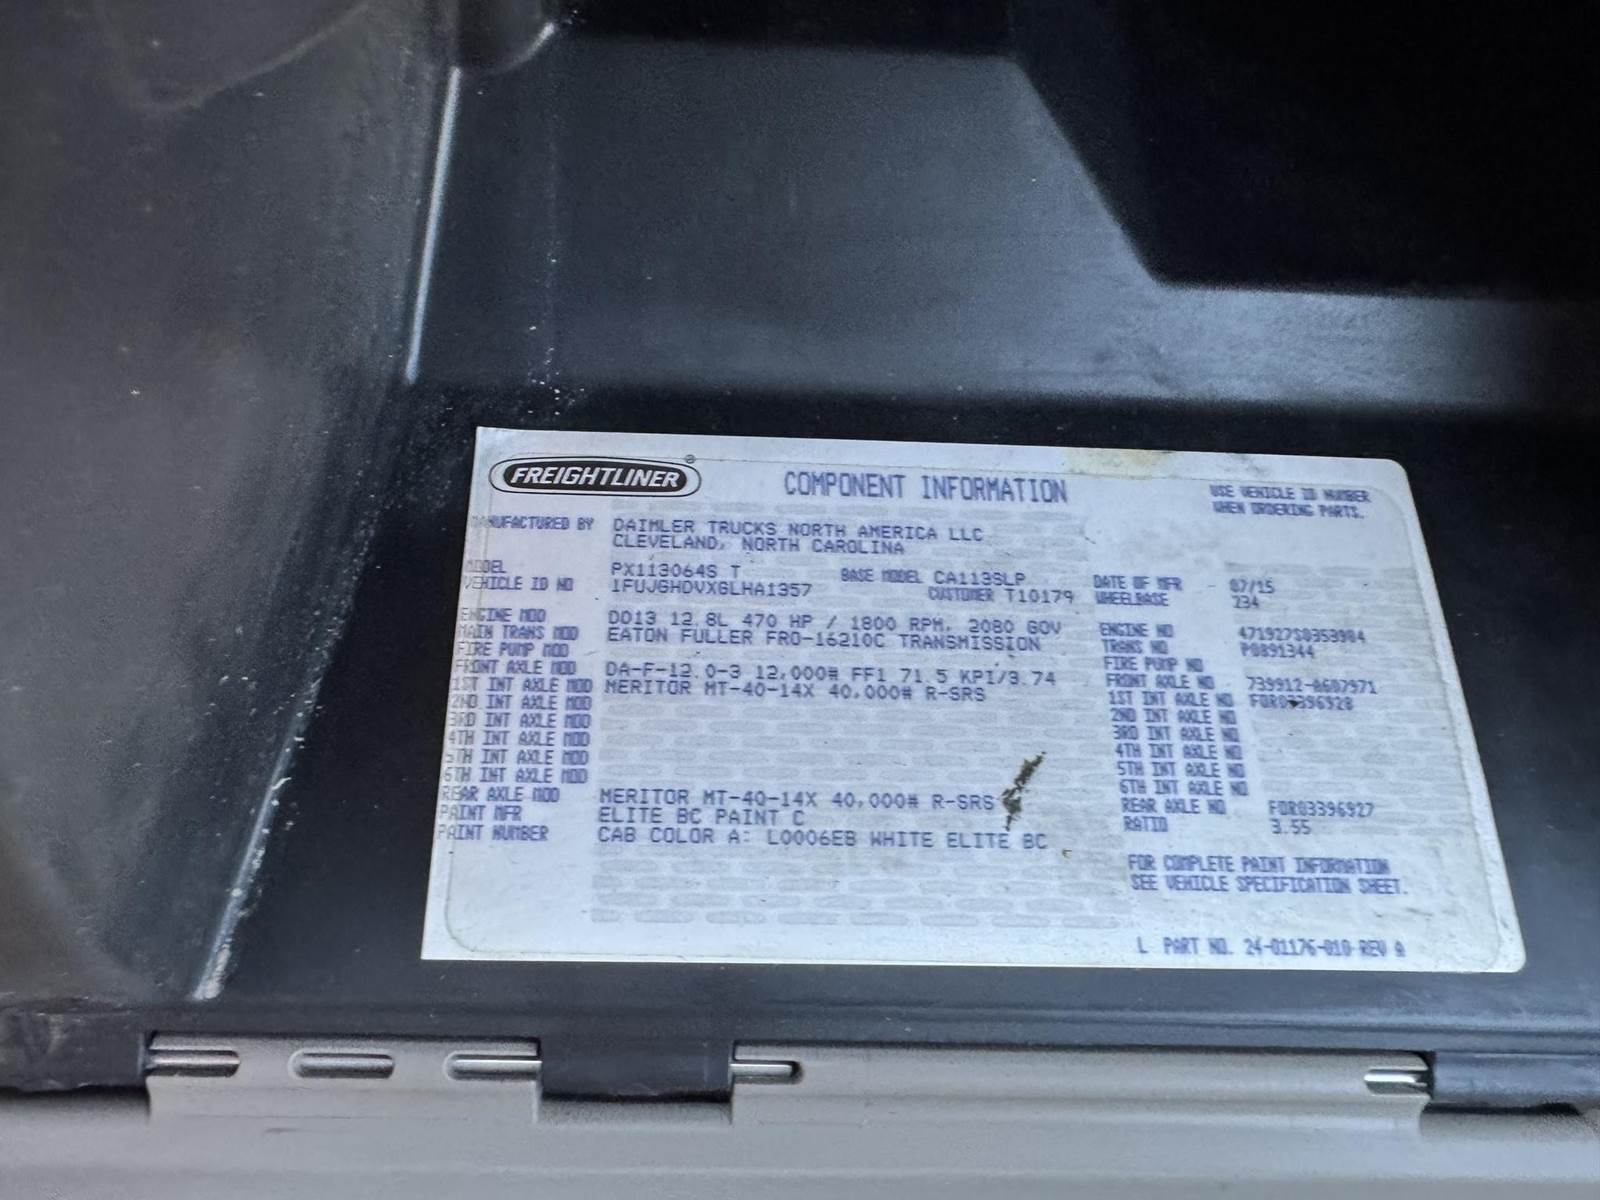 FREIGHTLINER ®
COMPONENT INFORMATION
USE VEHICLE ID NUMBER
WHEN ORDERING PARTS.
MANUFACTURED BY DAIMLER TRUCKS NORTH AMERICA LLC
CLEVELAND, NORTH CAROLINA
MODEL PX113064S T BASE MODEL CA113SLP DATE OF MFR 07/15
VEHICLE ID NO 1FUJGHDVXGLHA1357 CUSTOMER T10179 WHEELBASE 234
ENGINE MOD DD13 12.8L 470 HP / 1800 RPM, 2080 GOV ENGINE NO 471927S0353904
MAIN TRANS MOD EATON FULLER FRO-16210C TRANSMISSION TRANS NO P0891344
FIRE PUMP MOD FIRE PUMP NO
FRONT AXLE MOD DA-F-12.0-3 12,000# FF1 71.5 KPI/3.74 FRONT AXLE NO 739912-A607971
1ST INT AXLE MOD MERITOR MT-40-14X 40,000# R-SRS 1ST INT AXLE NO FOR03396928
2ND INT AXLE MOD 2ND INT AXLE NO
3RD INT AXLE MOD 3RD INT AXLE NO
4TH INT AXLE MOD 4TH INT AXLE NO
5TH INT AXLE MOD 5TH INT AXLE NO
6TH INT AXLE MOD 6TH INT AXLE NO
REAR AXLE MOD MERITOR MT-40-14X 40,000# R-SRS REAR AXLE NO FOR03396927
PAINT MFR ELITE BC PAINT C RATIO 3.55
PAINT NUMBER CAB COLOR A: L0006EB WHITE ELITE BC
FOR COMPLETE PAINT INFORMATION
SEE VEHICLE SPECIFICATION SHEET.
L PART NO. 24-01176-010 REV A